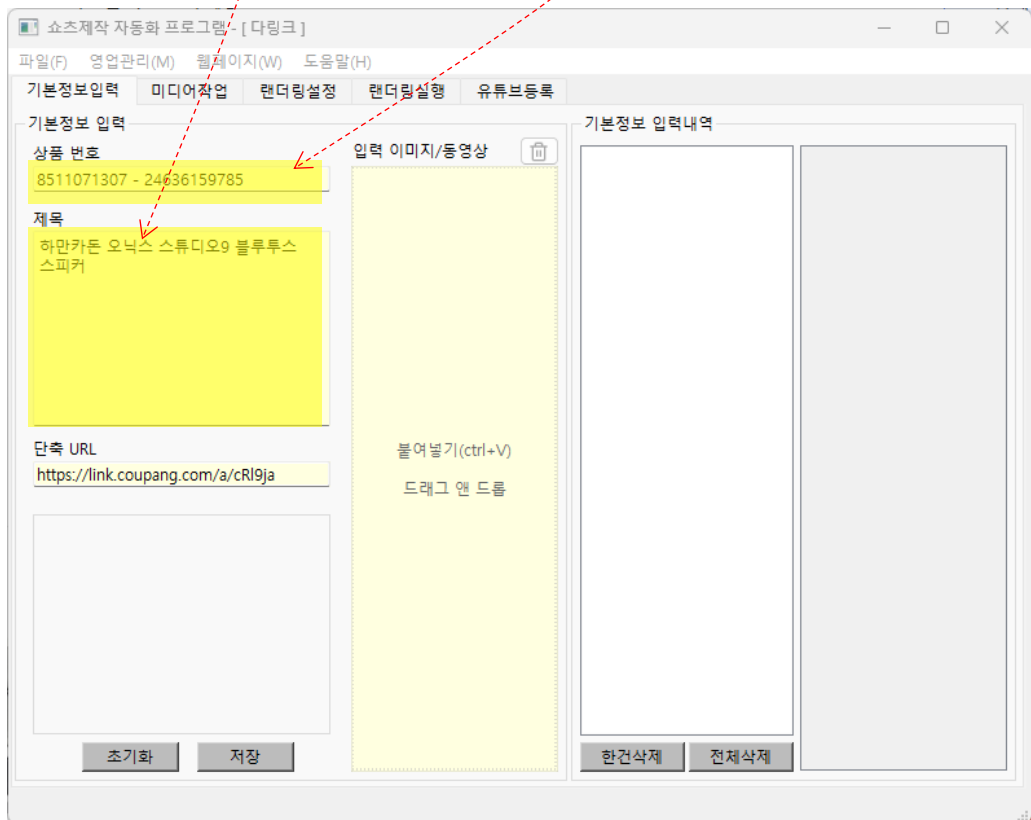 쇼츠제작 자동화 프로그램 - [ 다링크 ]
파일(F) 영업관리(M) 웹페이지(W) 도움말(H)
기본정보입력 미디어작업 랜더링설정 랜더링실행 유튜브등록
기본정보 입력
상품 번호
8511071307 - 24636159785
제목
하만카돈 오닉스 스튜디오9 블루투스
스피커
단축 URL
https://link.coupang.com/a/cRl9ja
초기화 저장
입력 이미지/동영상
붙여넣기(ctrl+V)
드래그 앤 드롭
기본정보 입력내역
한건삭제 전체삭제